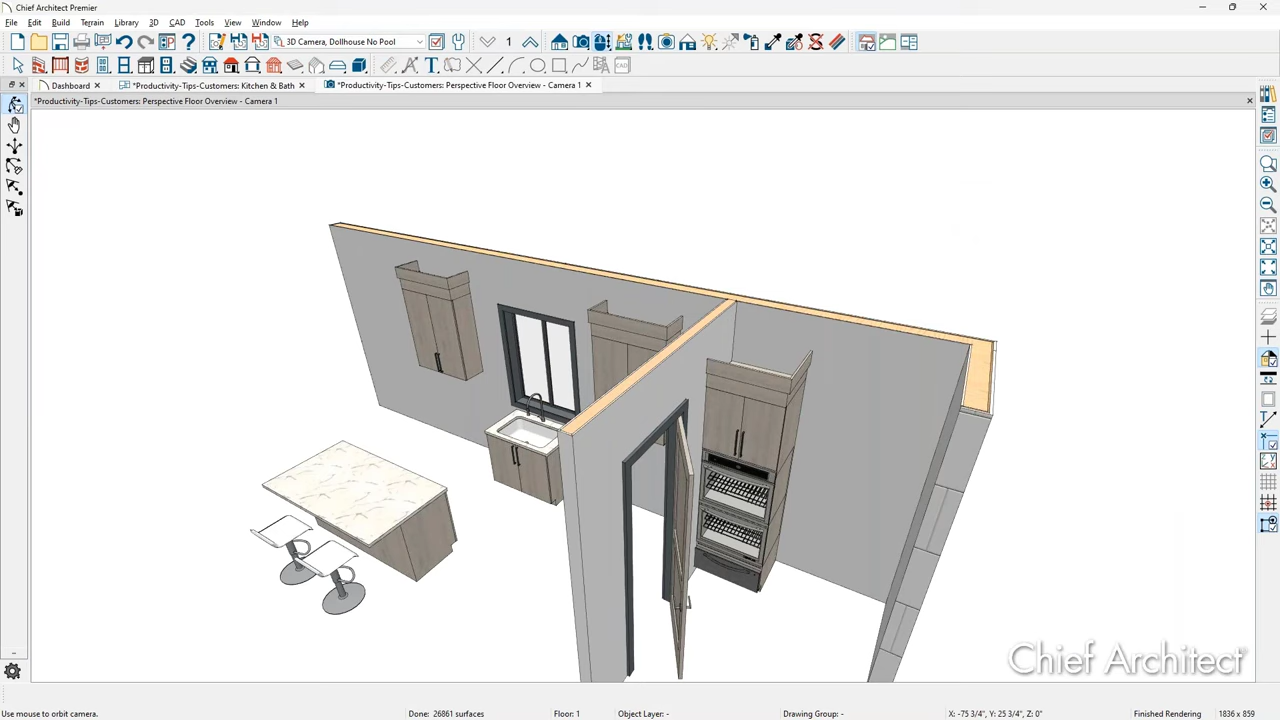 Chief Architect Premier
File Edit Build Terrain Library 3D CAD Tools View Window Help
3D Camera, Dollhouse No Pool
1
Dashboard
*Productivity-Tips-Customers: Kitchen & Bath
*Productivity-Tips-Customers: Perspective Floor Overview - Camera 1
*Productivity-Tips-Customers: Perspective Floor Overview - Camera 1
Chief Architect
Use mouse to orbit camera.
Done: 26861 surfaces
Floor: 1
Object Layer: -
Drawing Group: -
X: -75 3/4", Y: 25 3/4", Z: 0"
Finished Rendering
1836 x 859